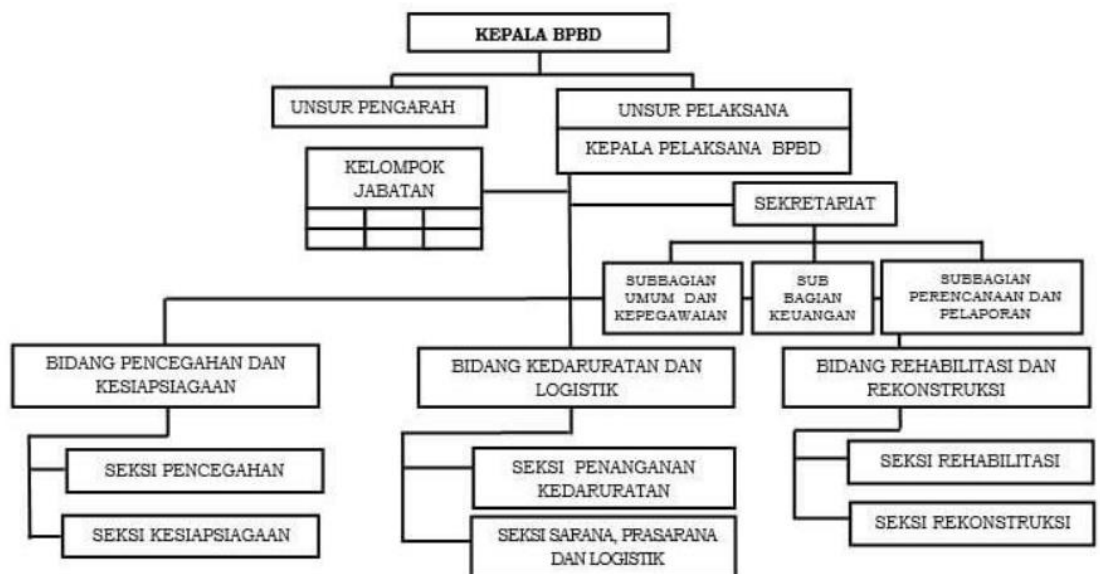 KEPALA BPBD
UNSUR PENGARAH
UNSUR PELAKSANA
KEPALA PELAKSANA BPBD
KELOMPOK
JABATAN
SEKRETARIAT
SUBBAGIAN
UMUM DAN
KEPEGAWAIAN
SUB
BAGIAN
KEUANGAN
SUBBAGIAN
PERENCANAAN DAN
PELAPORAN
BIDANG PENCEGAHAN DAN
KESIAPSIAGAAN
BIDANG KEDARURATAN DAN
LOGISTIK
BIDANG REHABILITASI DAN
REKONSTRUKSI
SEKSI PENCEGAHAN
SEKSI KESIAPSIAGAAN
SEKSI PENANGANAN
KEDARURATAN
SEKSI SARANA, PRASARANA
DAN LOGISTIK
SEKSI REHABILITASI
SEKSI REKONSTRUKSI